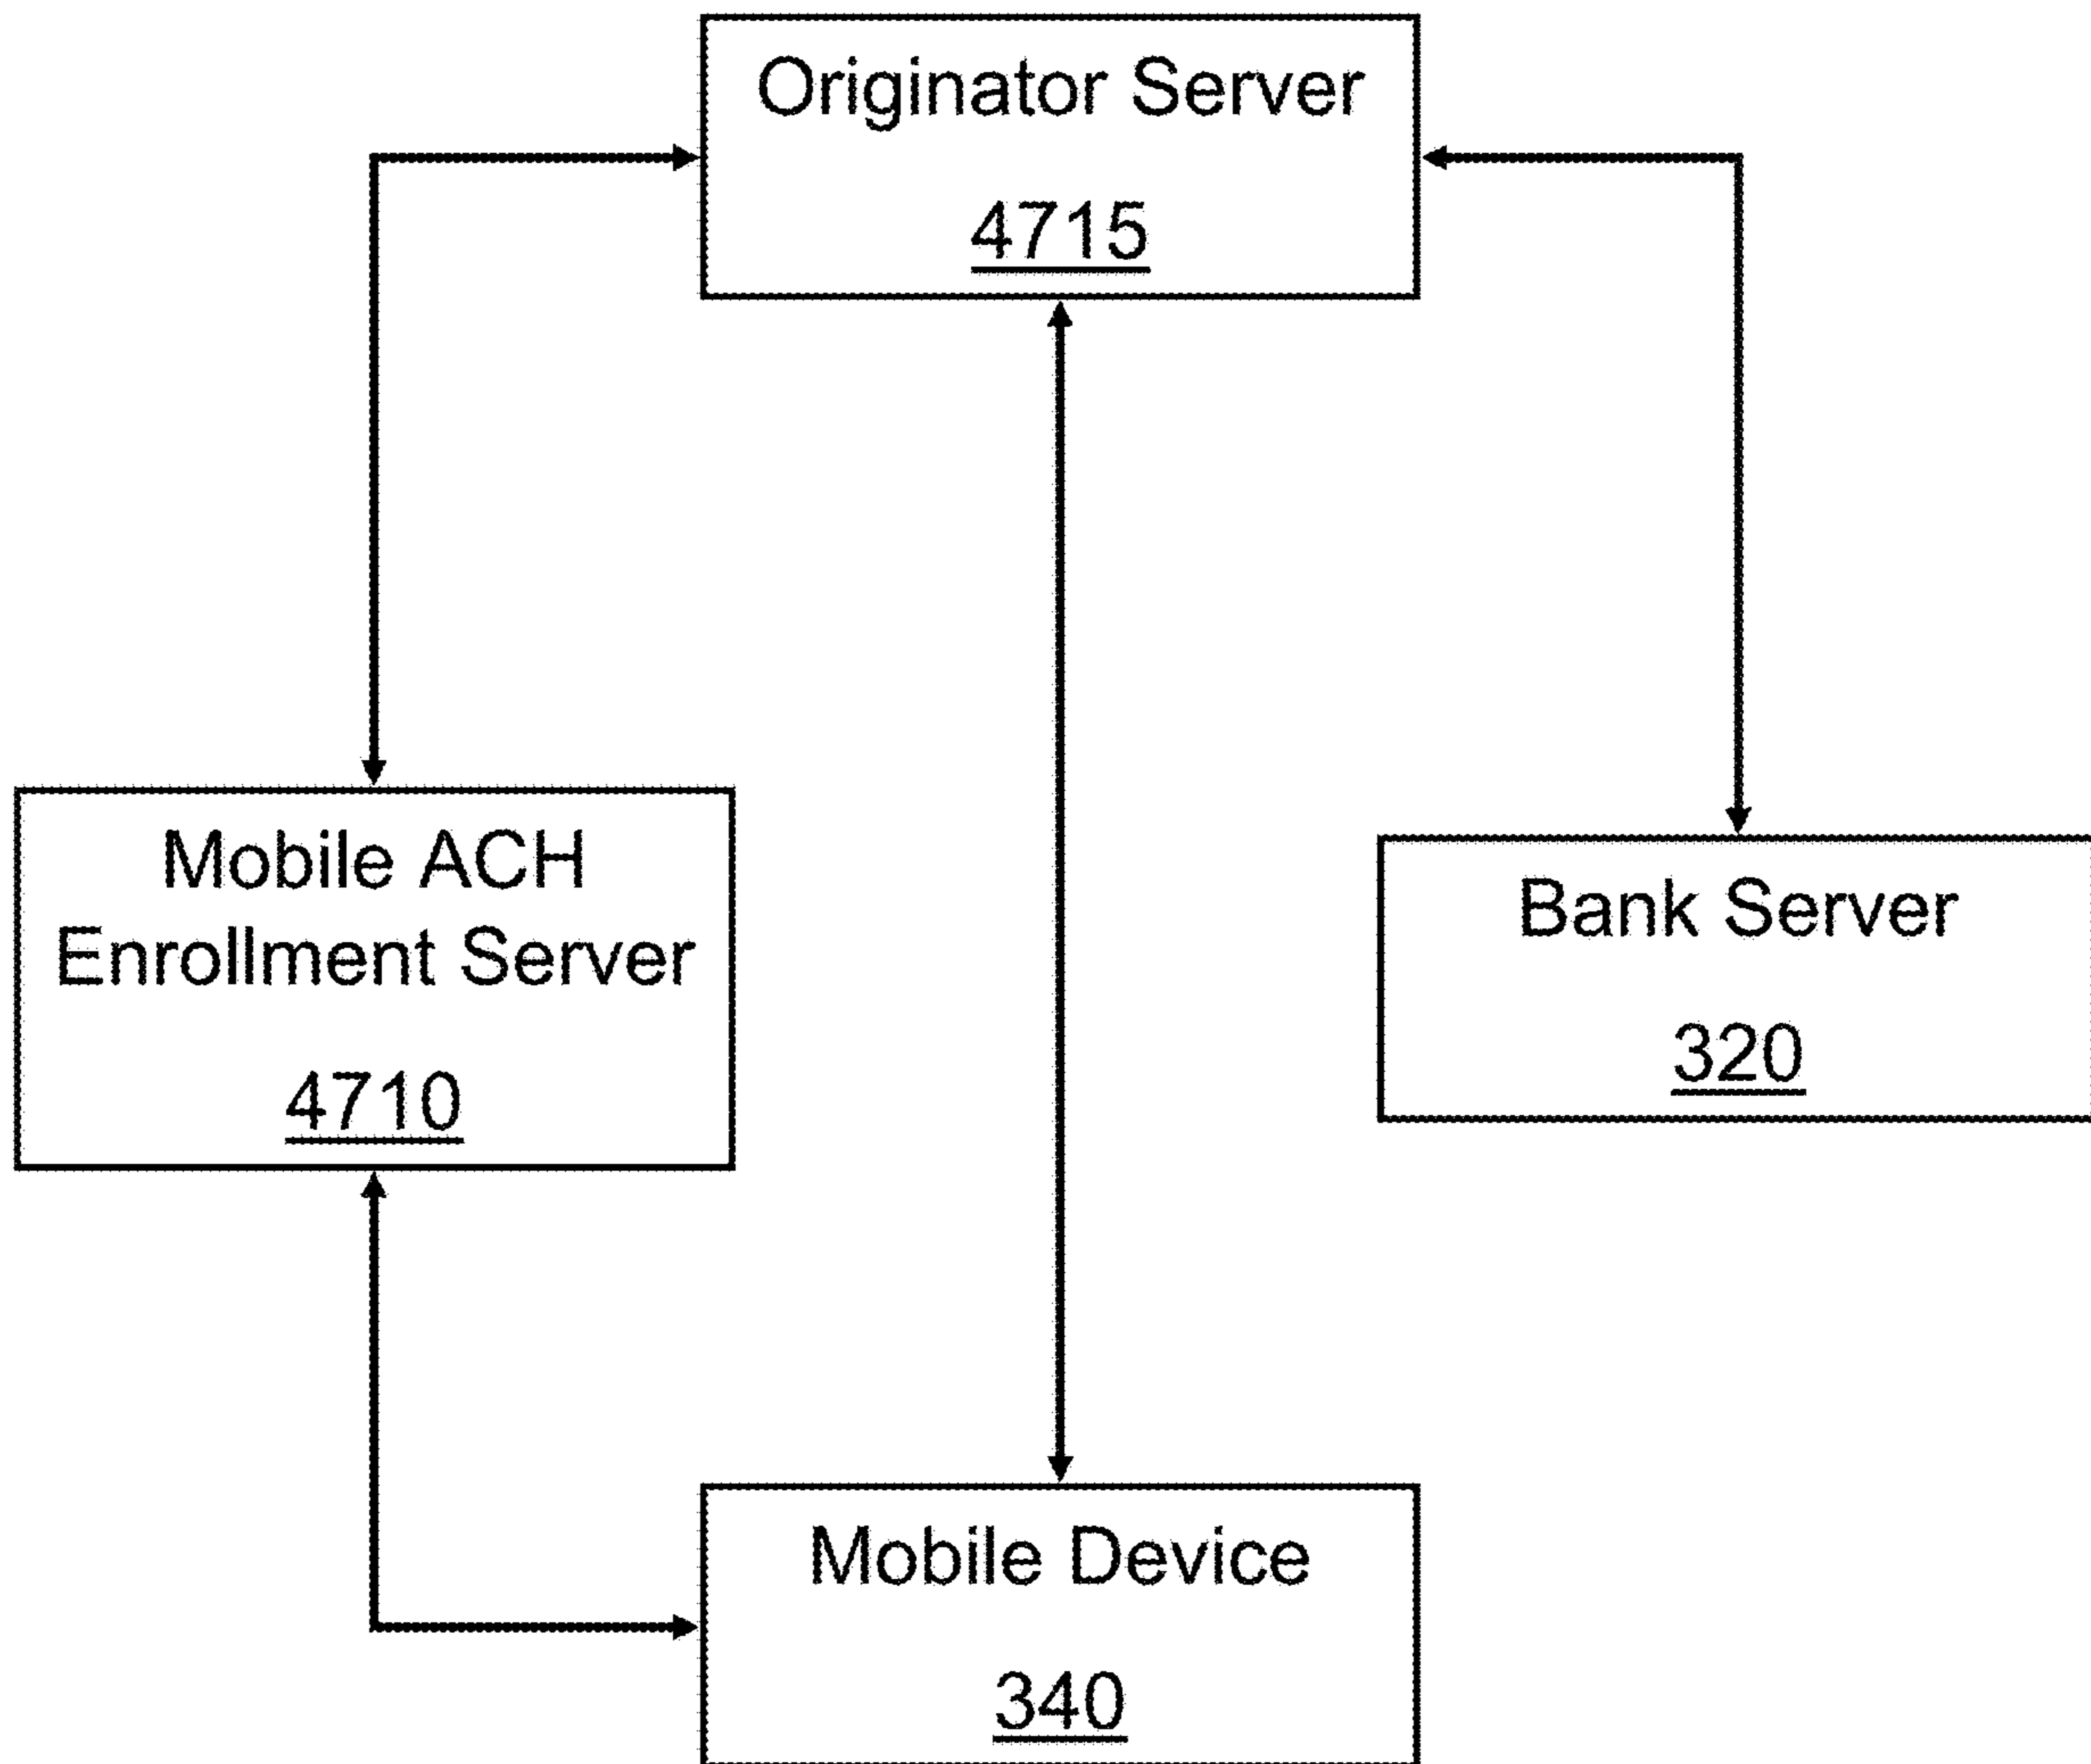 Originator Server
4715
Mobile ACH
Enrollment Server
4710
Bank Server
320
Mobile Device
340